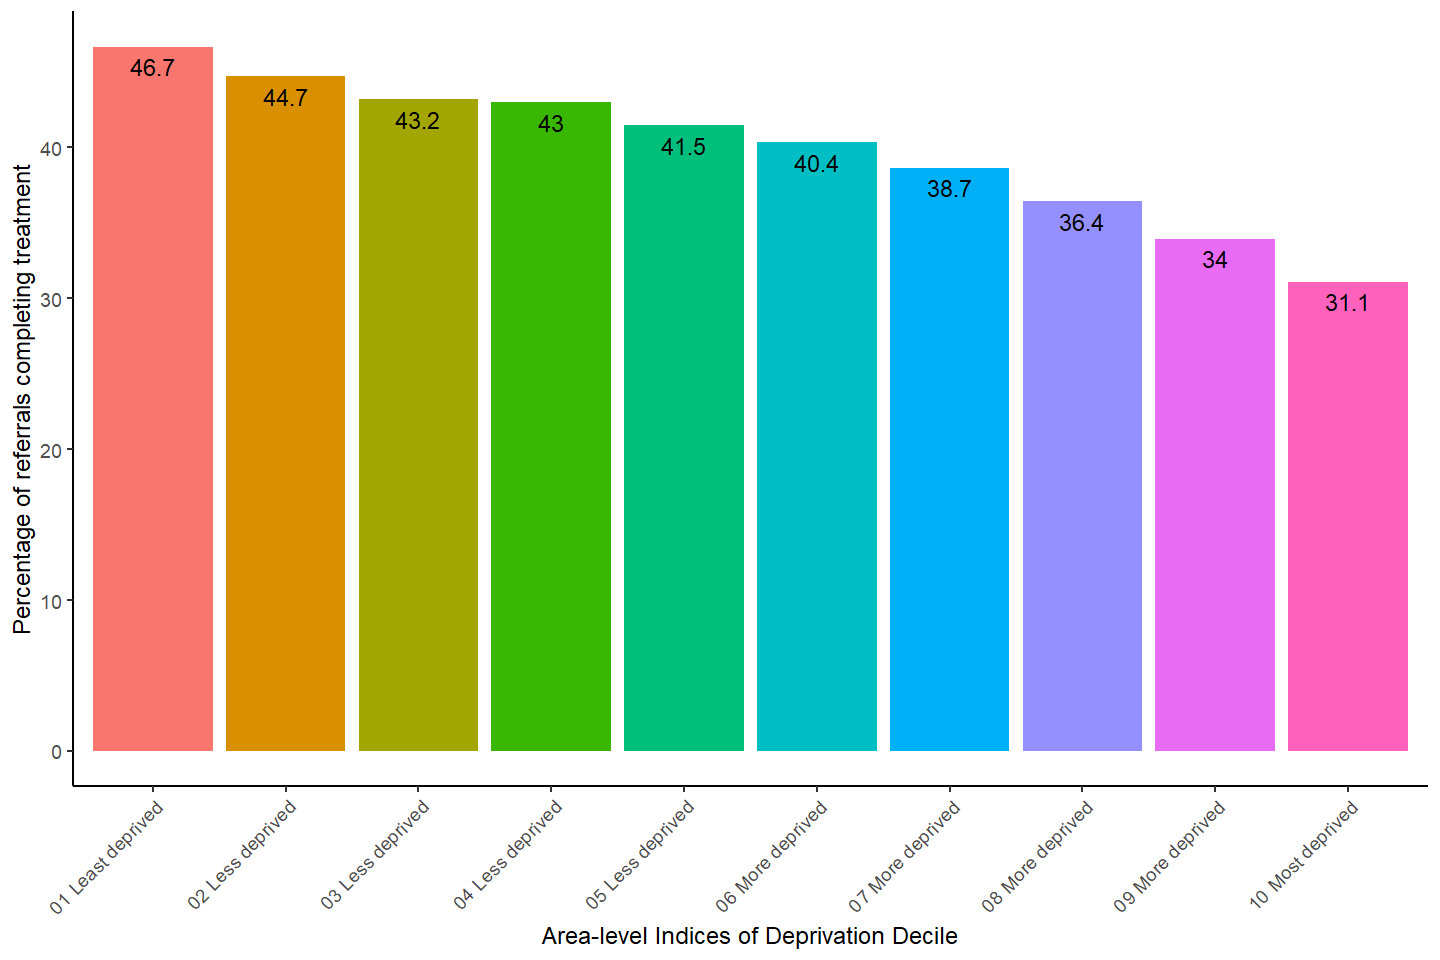 Percentage of referrals completing treatment
40
30
20
10
0
46.7
44.7
43.2
43
41.5
40.4
38.7
36.4
34
31.1
01 Least deprived
02 Less deprived
03 Less deprived
04 Less deprived
05 Less deprived
06 More deprived
07 More deprived
08 More deprived
09 More deprived
10 Most deprived
Area-level Indices of Deprivation Decile